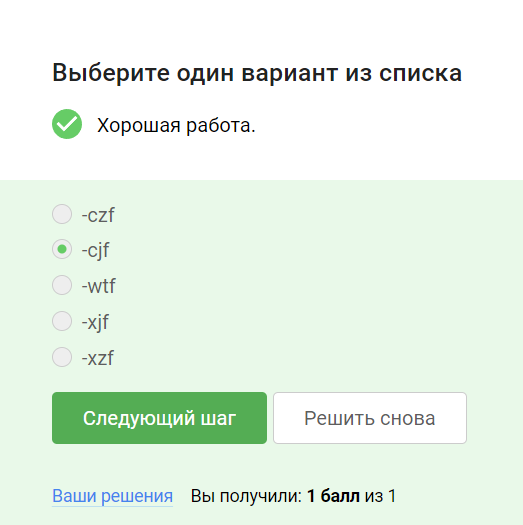 Выберите один вариант из списка
Хорошая работа.
-czf
-cjf
-wtf
-xjf
-xzf
Следующий шаг
Решить снова
Ваши решения Вы получили: 1 балл из 1